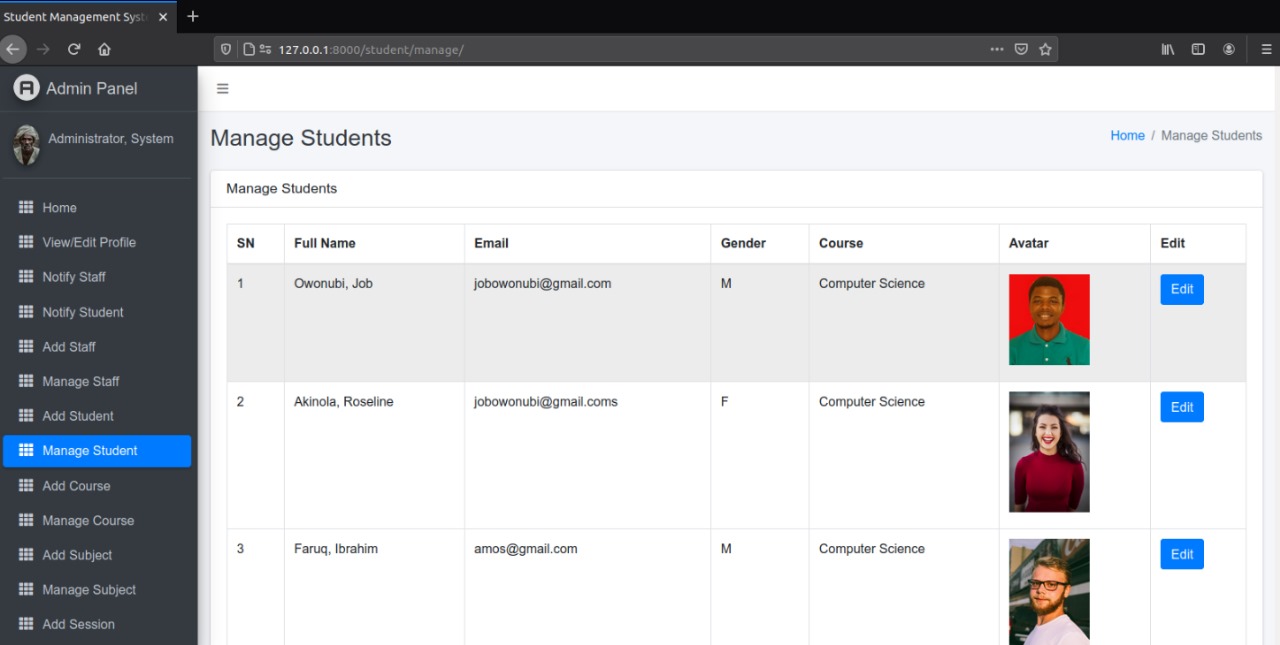 Student Management Syst
127.0.0.1:8000/student/manage/
Admin Panel
Administrator, System
Home
View/Edit Profile
Notify Staff
Notify Student
Add Staff
Manage Staff
Add Student
Manage Student
Add Course
Manage Course
Add Subject
Manage Subject
Add Session
Manage Students
Home / Manage Students
Manage Students
SN Full Name Email Gender Course Avatar Edit
1 Owonubi, Job jobowonubi@gmail.com M Computer Science Edit
2 Akinola, Roseline jobowonubi@gmail.coms F Computer Science Edit
3 Faruq, Ibrahim amos@gmail.com M Computer Science Edit